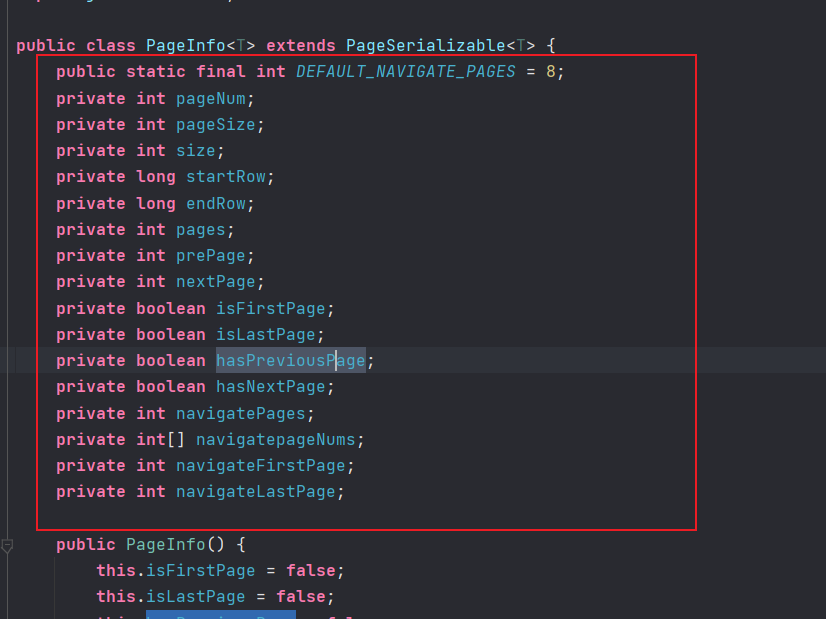 public class PageInfo<T> extends PageSerializable<T> {
public static final int DEFAULT_NAVIGATE_PAGES = 8;
private int pageNum;
private int pageSize;
private int size;
private long startRow;
private long endRow;
private int pages;
private int prePage;
private int nextPage;
private boolean isFirstPage;
private boolean isLastPage;
private boolean hasPreviousPage;
private boolean hasNextPage;
private int navigatePages;
private int[] navigatepageNums;
private int navigateFirstPage;
private int navigateLastPage;
public PageInfo() {
this.isFirstPage = false;
this.isLastPage = false;